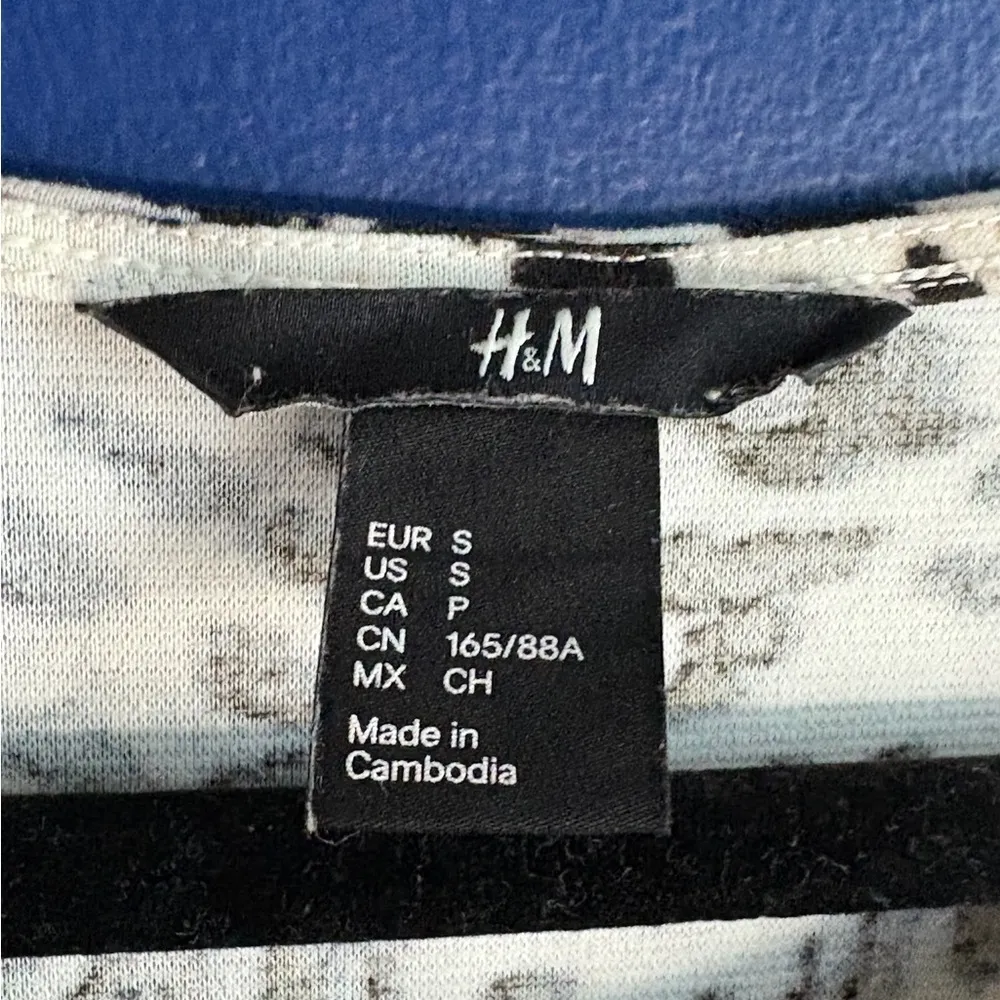 H&M
EUR S
US S
CA P
CN 165/88A
MX CH
Made in
Cambodia